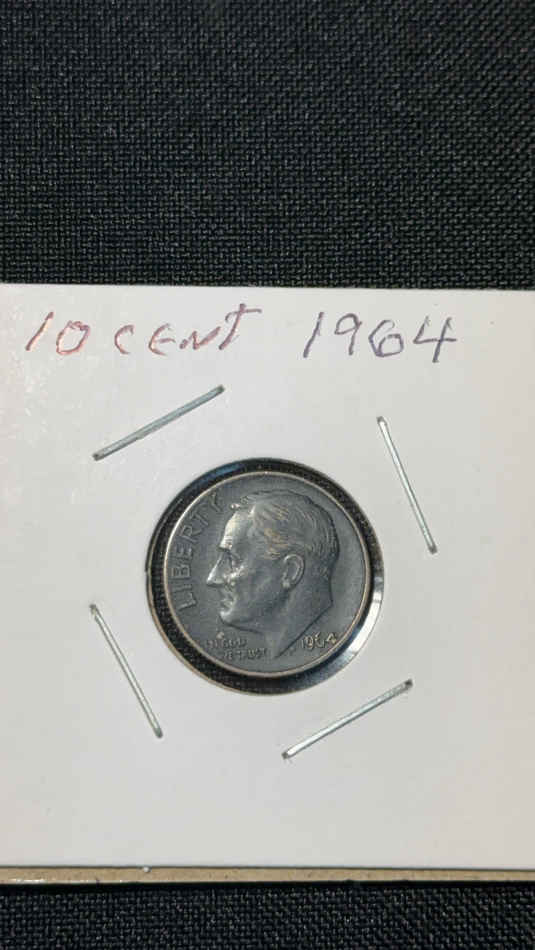 10 CENT 1964
LIBERTY
IN GOD
WE TRUST
1964